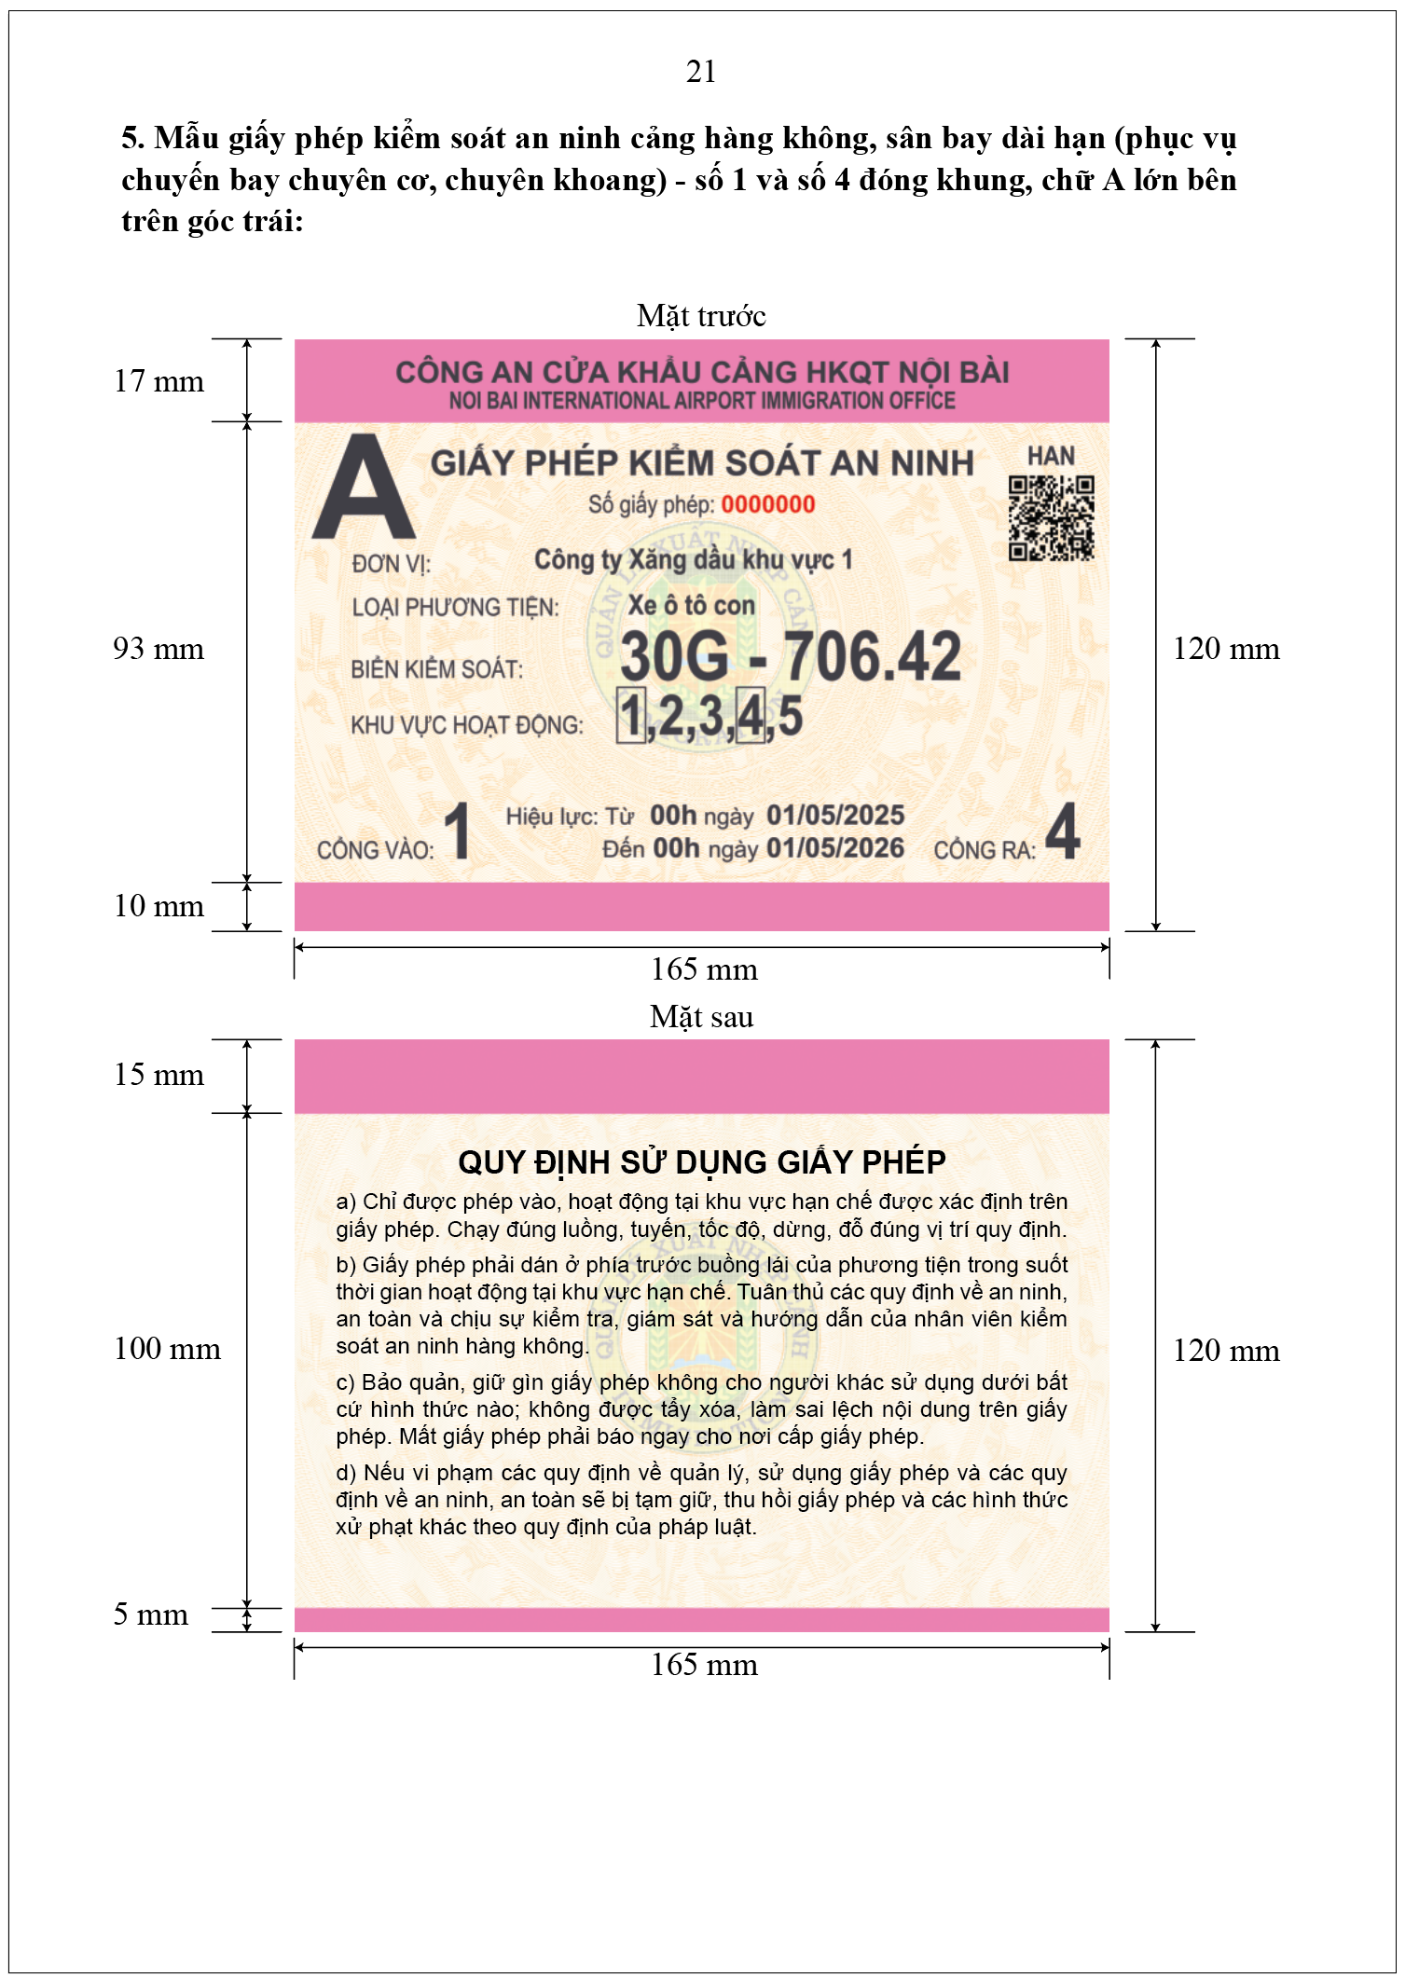 21
5. Mẫu giấy phép kiểm soát an ninh cảng hàng không, sân bay dài hạn (phục vụ
chuyến bay chuyên cơ, chuyên khoang) - số 1 và số 4 đóng khung, chữ A lớn bên
trên góc trái:
Mặt trước
17 mm
CÔNG AN CỬA KHẨU CẢNG HKQT NỘI BÀI
NOI BAI INTERNATIONAL AIRPORT IMMIGRATION OFFICE
A
GIẤY PHÉP KIỂM SOÁT AN NINH
HAN
Số giấy phép: 0000000
ĐƠN VỊ: Công ty Xăng dầu khu vực 1
LOẠI PHƯƠNG TIỆN: Xe ô tô con
93 mm
BIỂN KIỂM SOÁT: 30G - 706.42
120 mm
KHU VỰC HOẠT ĐỘNG: 1,2,3,4,5
QUẢN LÝ XUẤT NHẬP CẢNH
IMMIGRATION
Hiệu lực: Từ 00h ngày 01/05/2025
CỔNG VÀO: 1
Đến 00h ngày 01/05/2026
CỔNG RA: 4
10 mm
165 mm
Mặt sau
15 mm
QUY ĐỊNH SỬ DỤNG GIẤY PHÉP
a) Chỉ được phép vào, hoạt động tại khu vực hạn chế được xác định trên
giấy phép. Chạy đúng luồng, tuyến, tốc độ, dừng, đỗ đúng vị trí quy định.
b) Giấy phép phải dán ở phía trước buồng lái của phương tiện trong suốt
thời gian hoạt động tại khu vực hạn chế. Tuân thủ các quy định về an ninh,
an toàn và chịu sự kiểm tra, giám sát và hướng dẫn của nhân viên kiểm
soát an ninh hàng không.
100 mm
120 mm
c) Bảo quản, giữ gìn giấy phép không cho người khác sử dụng dưới bất
cứ hình thức nào; không được tẩy xóa, làm sai lệch nội dung trên giấy
phép. Mất giấy phép phải báo ngay cho nơi cấp giấy phép.
d) Nếu vi phạm các quy định về quản lý, sử dụng giấy phép và các quy
định về an ninh, an toàn sẽ bị tạm giữ, thu hồi giấy phép và các hình thức
xử phạt khác theo quy định của pháp luật.
QUẢN LÝ XUẤT NHẬP CẢNH
IMMIGRATION
5 mm
165 mm